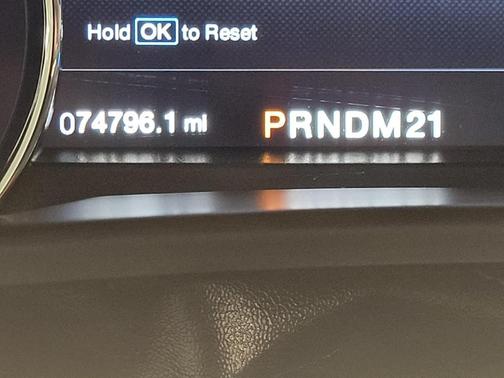 Hold OK to Reset
074796.1 mi PRNDM21